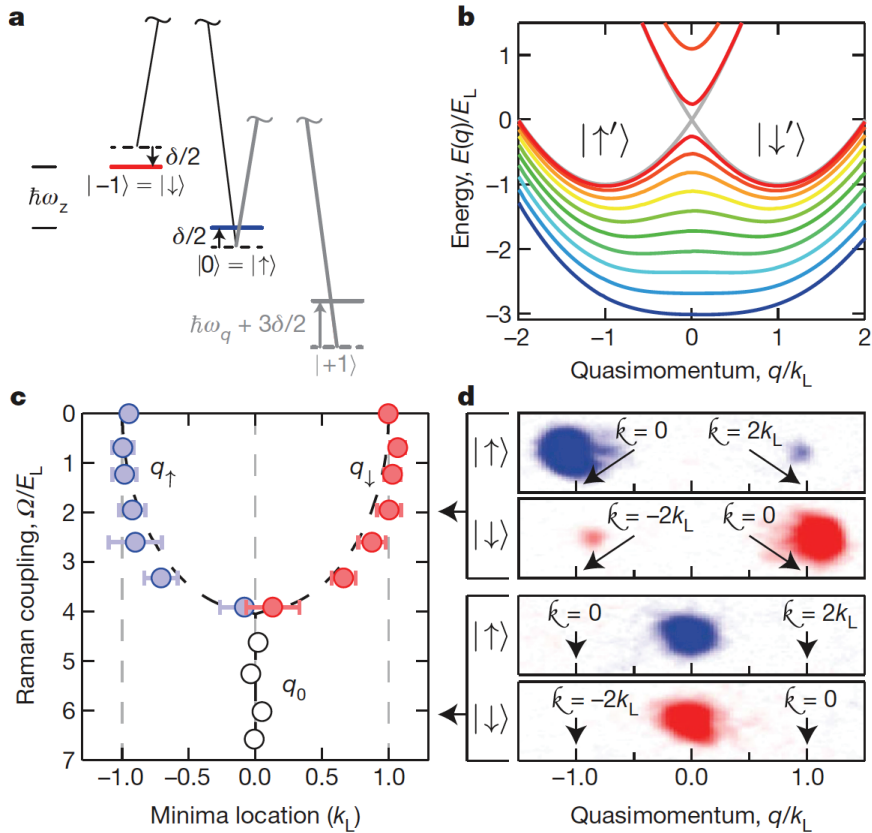 a
δ/2
|−1⟩ = |↓⟩
ħω_z
δ/2
|0⟩ = |↑⟩
ħω_q + 3δ/2
|+1⟩
b
Energy, E(q)/E_L
1
0
−1
−2
−3
|↑′⟩
|↓′⟩
−2
−1
0
1
2
Quasimomentum, q/k_L
c
Raman coupling, Ω/E_L
0
1
2
3
4
5
6
7
q_↑
q_↓
q_0
−1.0
−0.5
0.0
0.5
1.0
Minima location (k_L)
d
|↑⟩
k = 0
k = 2k_L
|↓⟩
k = −2k_L
k = 0
|↑⟩
k = 0
k = 2k_L
|↓⟩
k = −2k_L
k = 0
−1.0
0.0
1.0
Quasimomentum, q/k_L